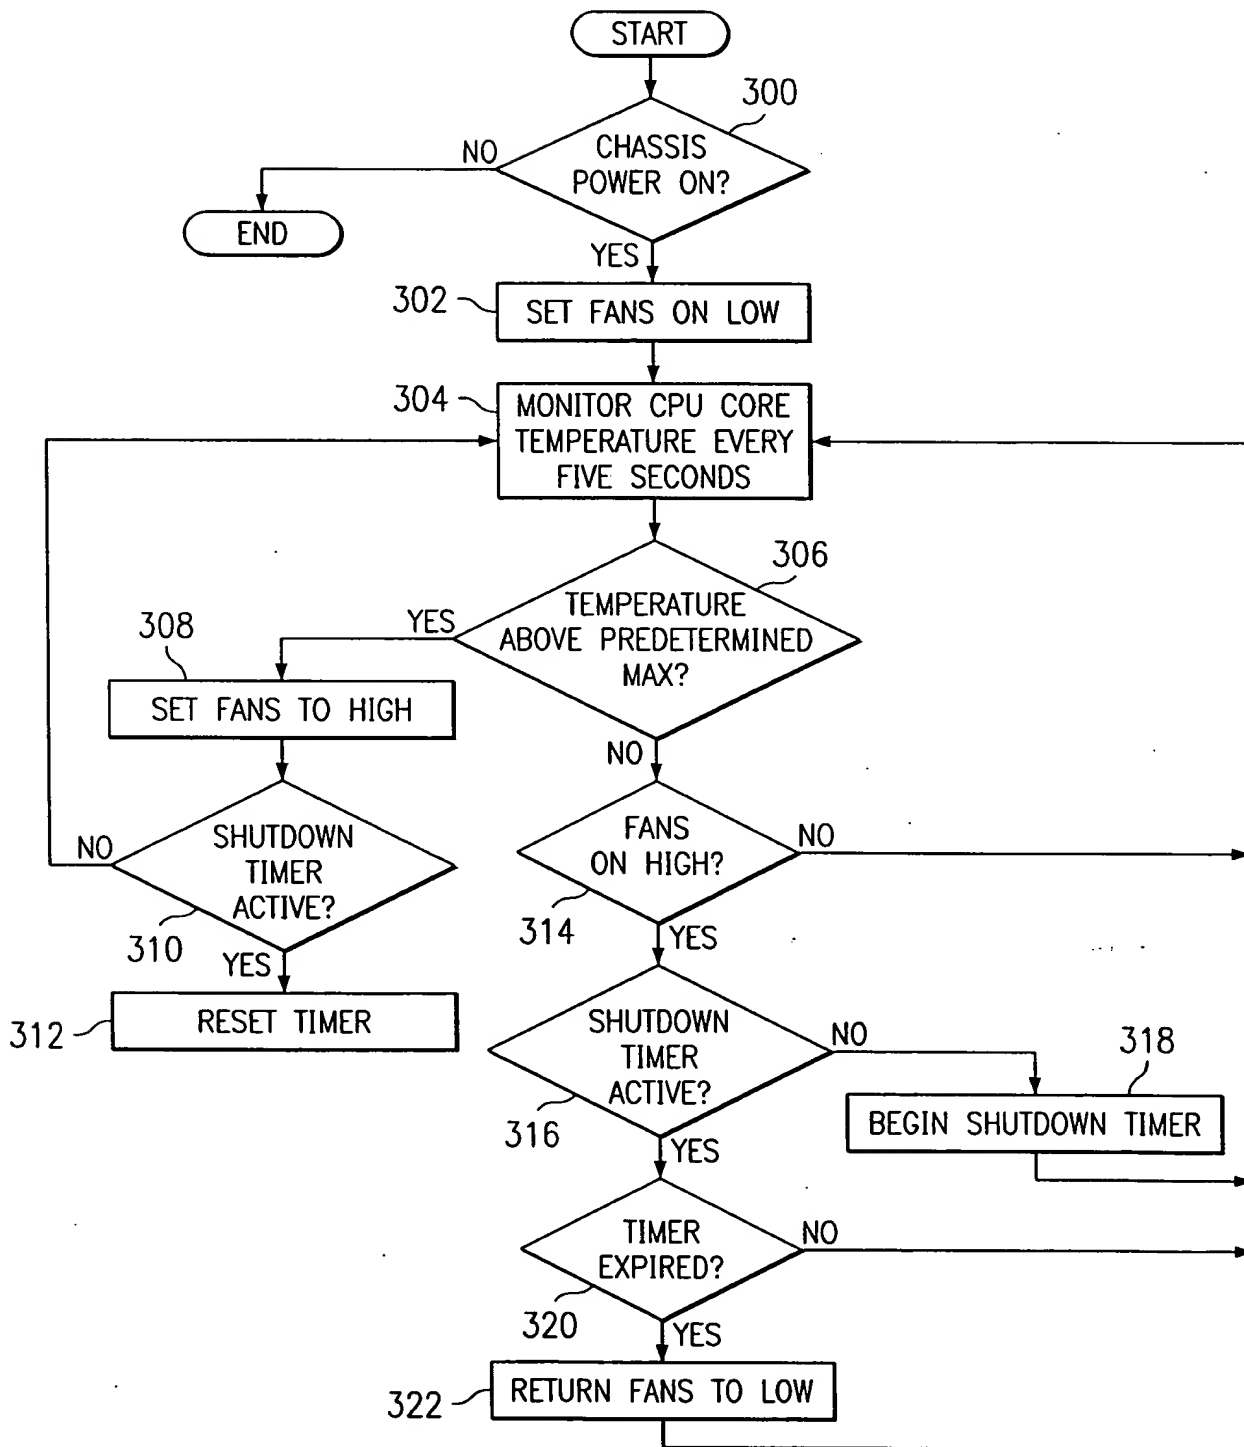 START
300
CHASSIS
POWER ON?
NO
END
YES
302
SET FANS ON LOW
304
MONITOR CPU CORE
TEMPERATURE EVERY
FIVE SECONDS
306
TEMPERATURE
ABOVE PREDETERMINED
MAX?
YES
308
SET FANS TO HIGH
NO
SHUTDOWN
TIMER
ACTIVE?
NO
310
YES
RESET TIMER
312
FANS
ON HIGH?
NO
314
YES
SHUTDOWN
TIMER
ACTIVE?
NO
316
318
BEGIN SHUTDOWN TIMER
YES
TIMER
EXPIRED?
NO
320
YES
RETURN FANS TO LOW
322